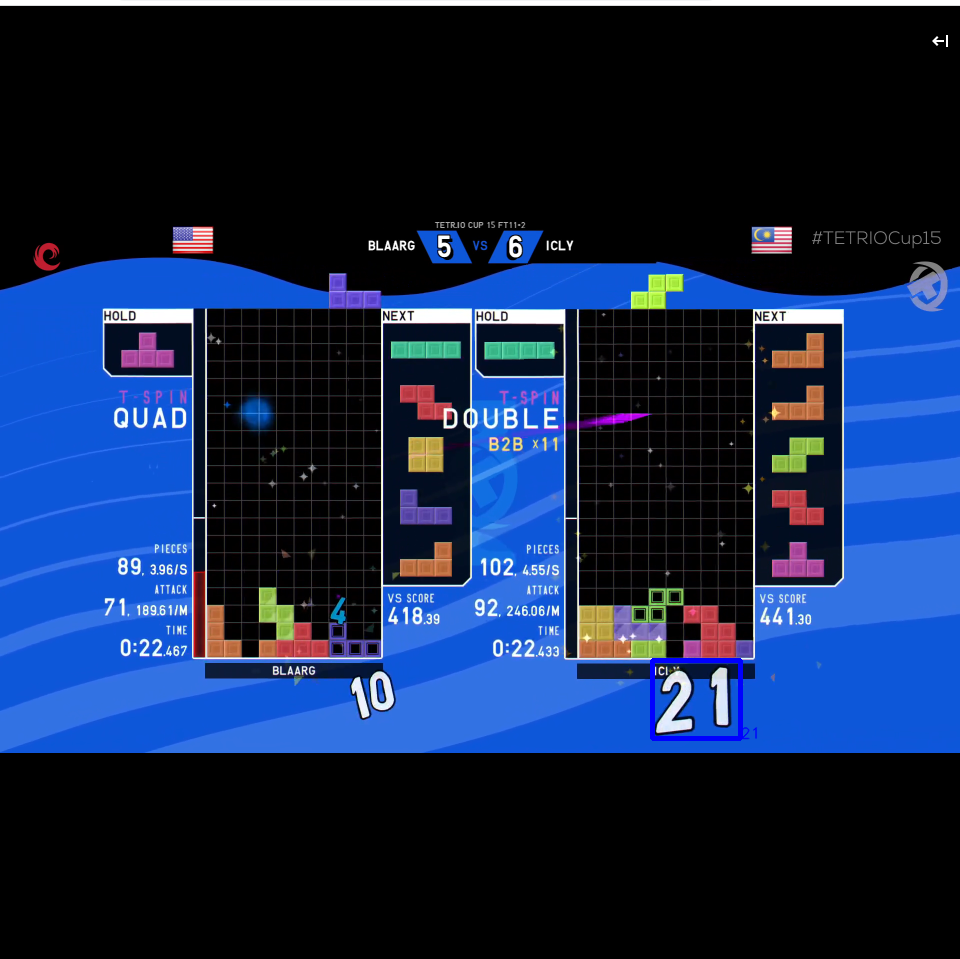 TETR.IO CUP 15 FT11-2
BLAARG 5 VS 6 ICLY
#TETRIOCup15
HOLD
NEXT
T-SPIN
QUAD
PIECES
89, 3.96/S
ATTACK
71, 189.61/M
TIME
0:22.467
4
VS SCORE
418.39
BLAARG
10
HOLD
NEXT
T-SPIN
DOUBLE
B2B x11
PIECES
102, 4.55/S
ATTACK
92, 246.06/M
TIME
0:22.433
VS SCORE
441.30
ICLY
21
21